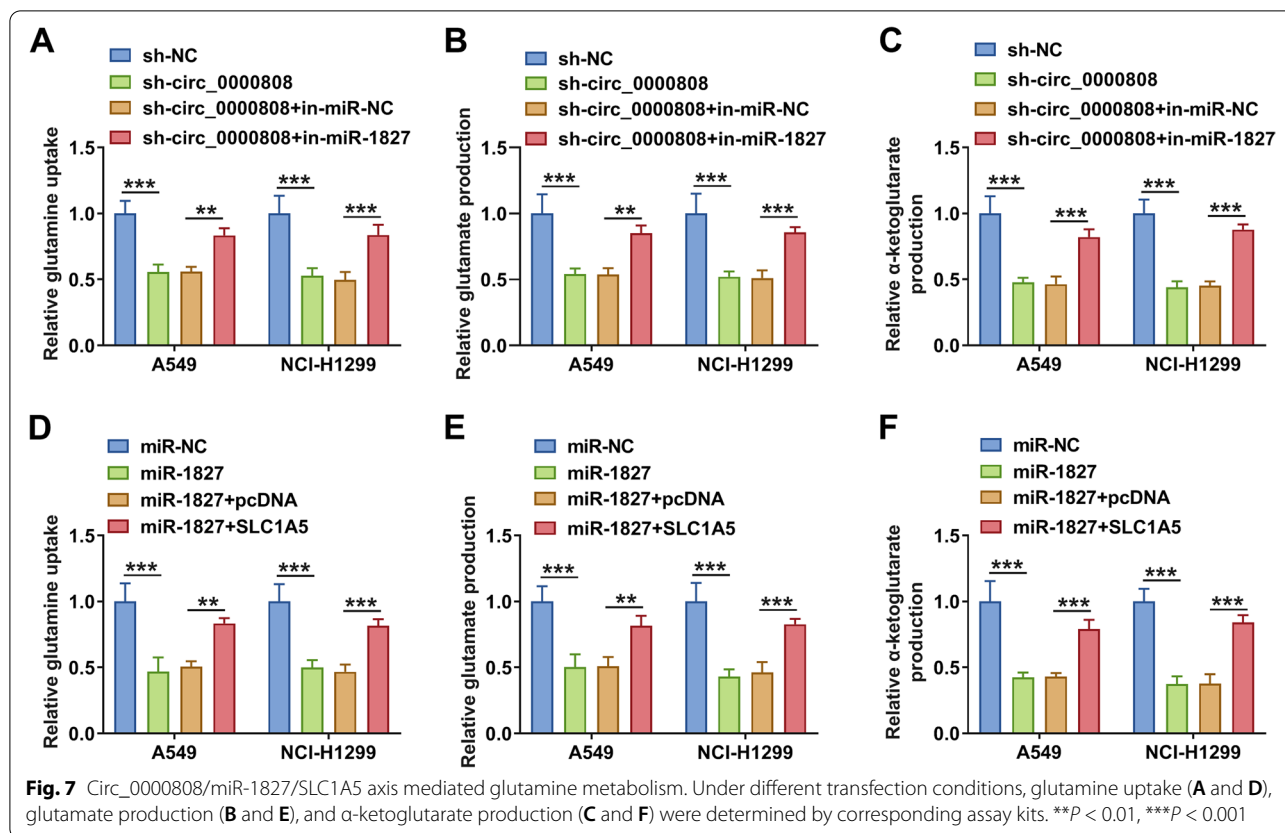 A
sh-NC
sh-circ_0000808
sh-circ_0000808+in-miR-NC
sh-circ_0000808+in-miR-1827
Relative glutamine uptake
1.5
1.0
0.5
0.0
***
**
***
***
A549
NCI-H1299
B
sh-NC
sh-circ_0000808
sh-circ_0000808+in-miR-NC
sh-circ_0000808+in-miR-1827
Relative glutamate production
1.5
1.0
0.5
0.0
***
**
***
***
A549
NCI-H1299
C
sh-NC
sh-circ_0000808
sh-circ_0000808+in-miR-NC
sh-circ_0000808+in-miR-1827
Relative α-ketoglutarate
production
1.5
1.0
0.5
0.0
***
***
***
***
A549
NCI-H1299
D
miR-NC
miR-1827
miR-1827+pcDNA
miR-1827+SLC1A5
Relative glutamine uptake
1.5
1.0
0.5
0.0
***
**
***
***
A549
NCI-H1299
E
miR-NC
miR-1827
miR-1827+pcDNA
miR-1827+SLC1A5
Relative glutamate production
1.5
1.0
0.5
0.0
***
**
***
***
A549
NCI-H1299
F
miR-NC
miR-1827
miR-1827+pcDNA
miR-1827+SLC1A5
Relative α-ketoglutarate
production
1.5
1.0
0.5
0.0
***
***
***
***
A549
NCI-H1299
Fig. 7 Circ_0000808/miR-1827/SLC1A5 axis mediated glutamine metabolism. Under different transfection conditions, glutamine uptake (A and D),
glutamate production (B and E), and α-ketoglutarate production (C and F) were determined by corresponding assay kits. **P < 0.01, ***P < 0.001